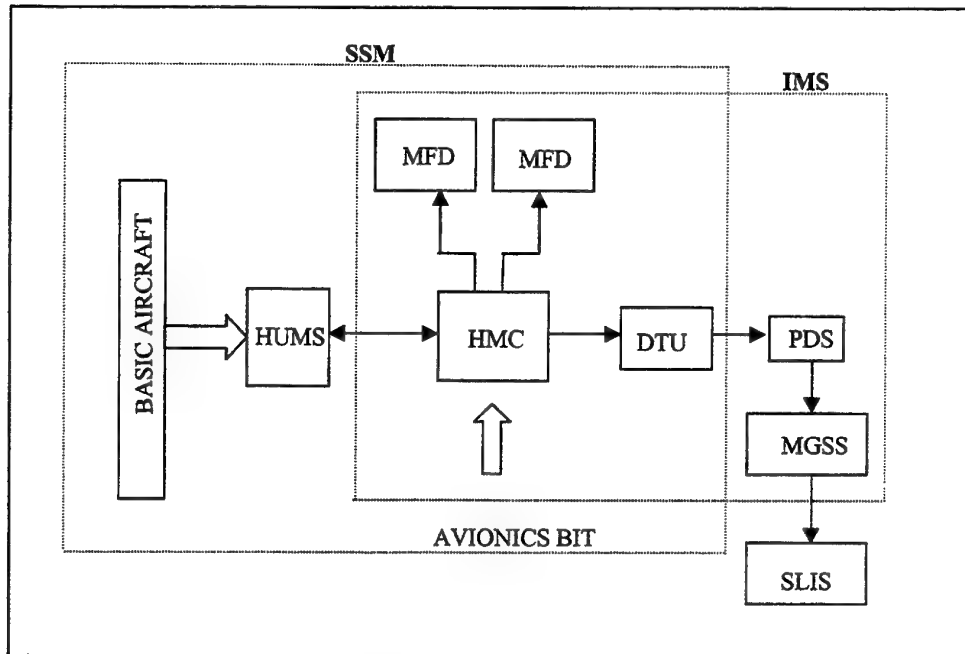 SSM
IMS
MFD
MFD
BASIC AIRCRAFT
HUMS
HMC
DTU
PDS
MGSS
AVIONICS BIT
SLIS